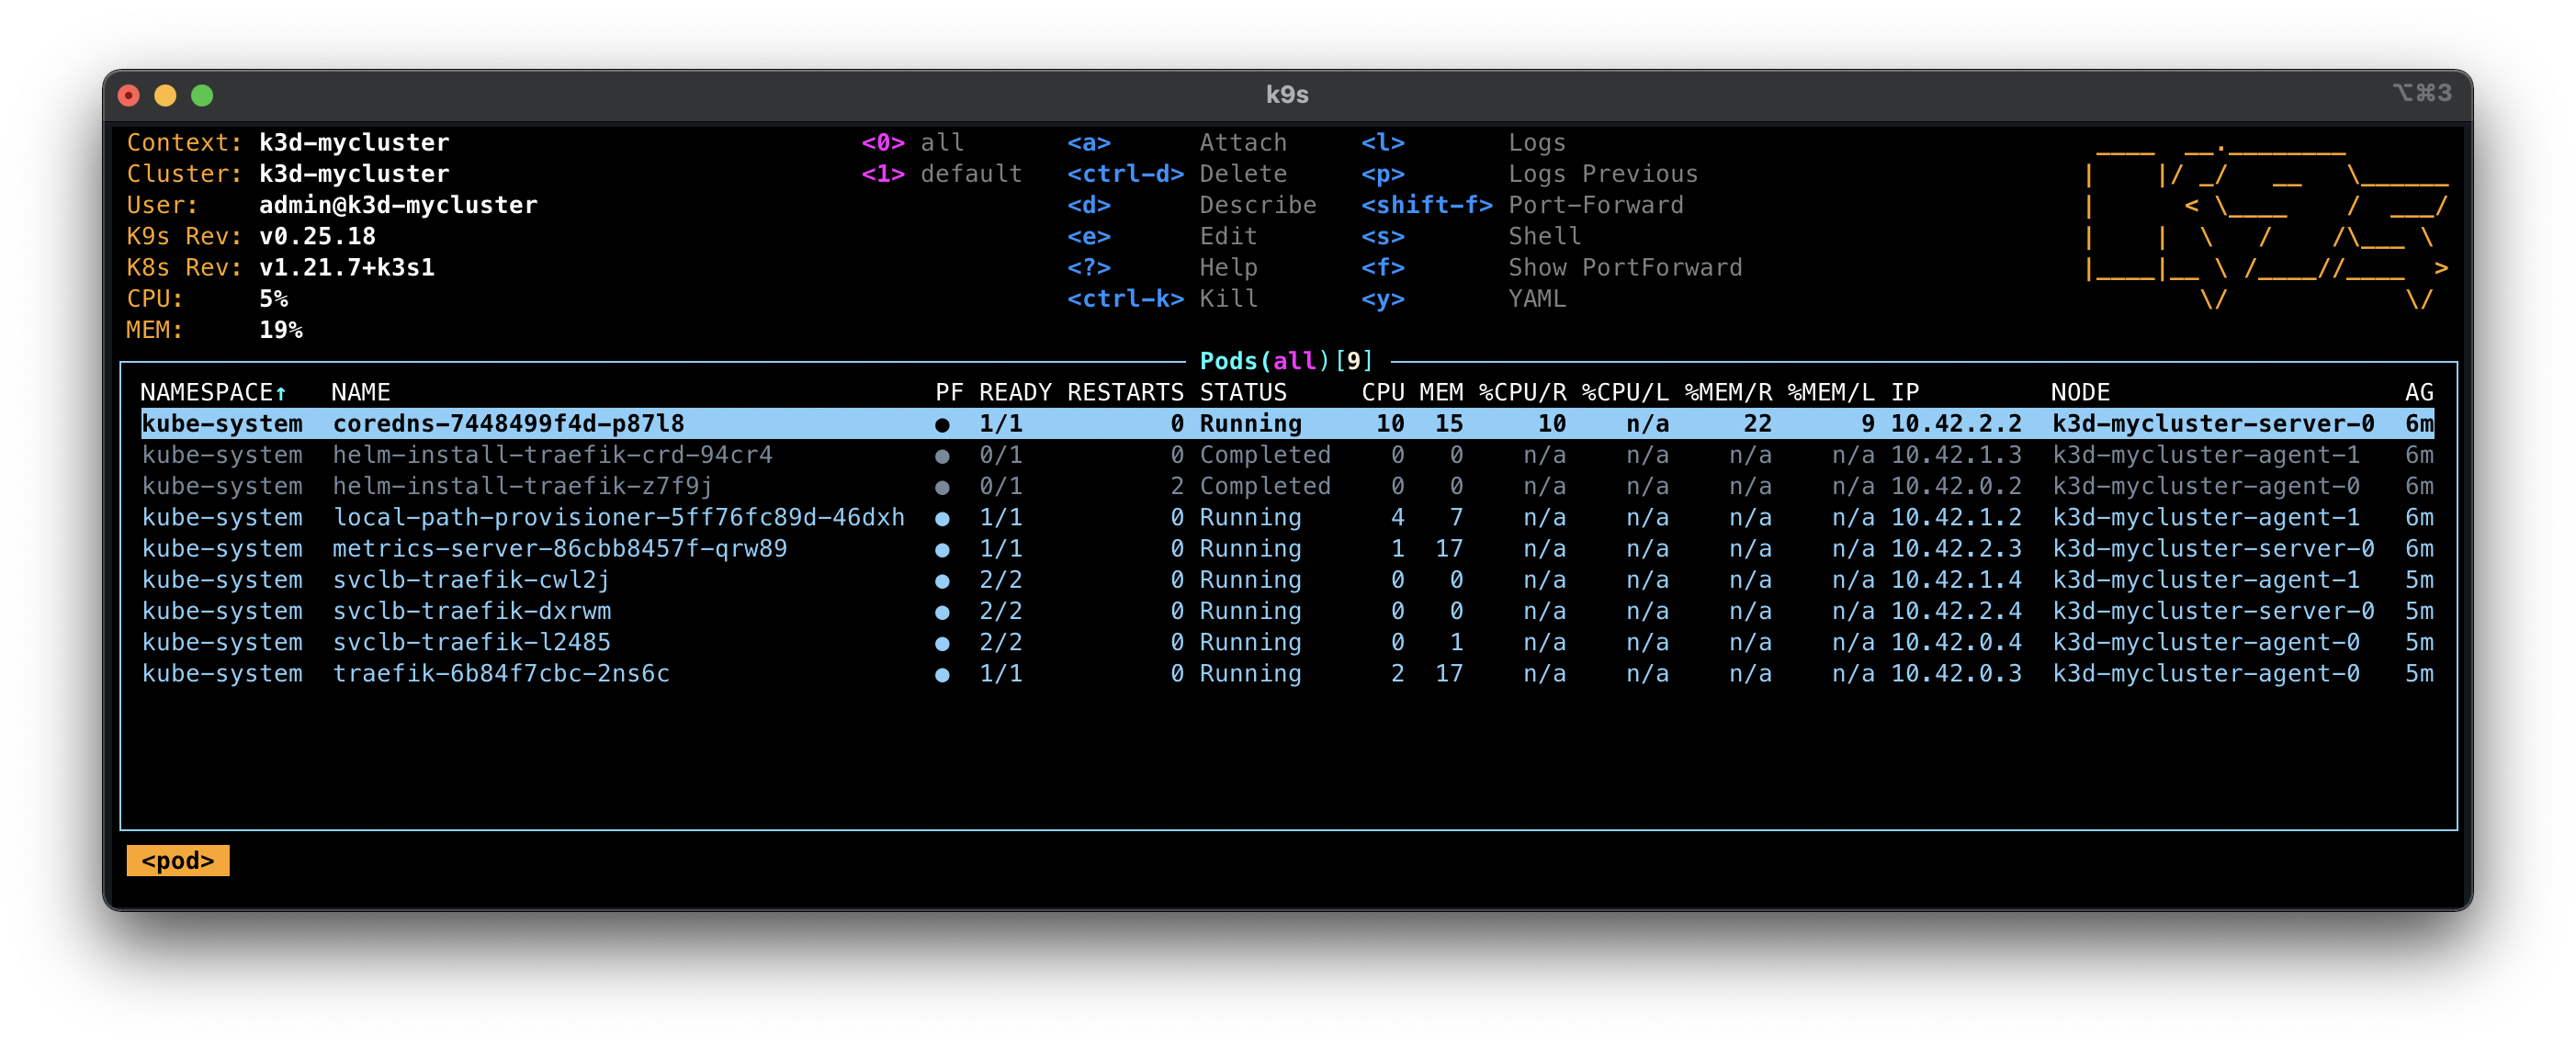 k9s ⌥⌘3
Context: k3d-mycluster <0> all <a> Attach <l> Logs
Cluster: k3d-mycluster <1> default <ctrl-d> Delete <p> Logs Previous
User: admin@k3d-mycluster <d> Describe <shift-f> Port-Forward
K9s Rev: v0.25.18 <e> Edit <s> Shell
K8s Rev: v1.21.7+k3s1 <?> Help <f> Show PortForward
CPU: 5% <ctrl-k> Kill <y> YAML
MEM: 19%
Pods(all)[9]
NAMESPACE↑ NAME PF READY RESTARTS STATUS CPU MEM %CPU/R %CPU/L %MEM/R %MEM/L IP NODE AG
kube-system coredns-7448499f4d-p87l8 ● 1/1 0 Running 10 15 10 n/a 22 9 10.42.2.2 k3d-mycluster-server-0 6m
kube-system helm-install-traefik-crd-94cr4 ● 0/1 0 Completed 0 0 n/a n/a n/a n/a 10.42.1.3 k3d-mycluster-agent-1 6m
kube-system helm-install-traefik-z7f9j ● 0/1 2 Completed 0 0 n/a n/a n/a n/a 10.42.0.2 k3d-mycluster-agent-0 6m
kube-system local-path-provisioner-5ff76fc89d-46dxh ● 1/1 0 Running 4 7 n/a n/a n/a n/a 10.42.1.2 k3d-mycluster-agent-1 6m
kube-system metrics-server-86cbb8457f-qrw89 ● 1/1 0 Running 1 17 n/a n/a n/a n/a 10.42.2.3 k3d-mycluster-server-0 6m
kube-system svclb-traefik-cwl2j ● 2/2 0 Running 0 0 n/a n/a n/a n/a 10.42.1.4 k3d-mycluster-agent-1 5m
kube-system svclb-traefik-dxrwm ● 2/2 0 Running 0 0 n/a n/a n/a n/a 10.42.2.4 k3d-mycluster-server-0 5m
kube-system svclb-traefik-l2485 ● 2/2 0 Running 0 1 n/a n/a n/a n/a 10.42.0.4 k3d-mycluster-agent-0 5m
kube-system traefik-6b84f7cbc-2ns6c ● 1/1 0 Running 2 17 n/a n/a n/a n/a 10.42.0.3 k3d-mycluster-agent-0 5m
<pod>